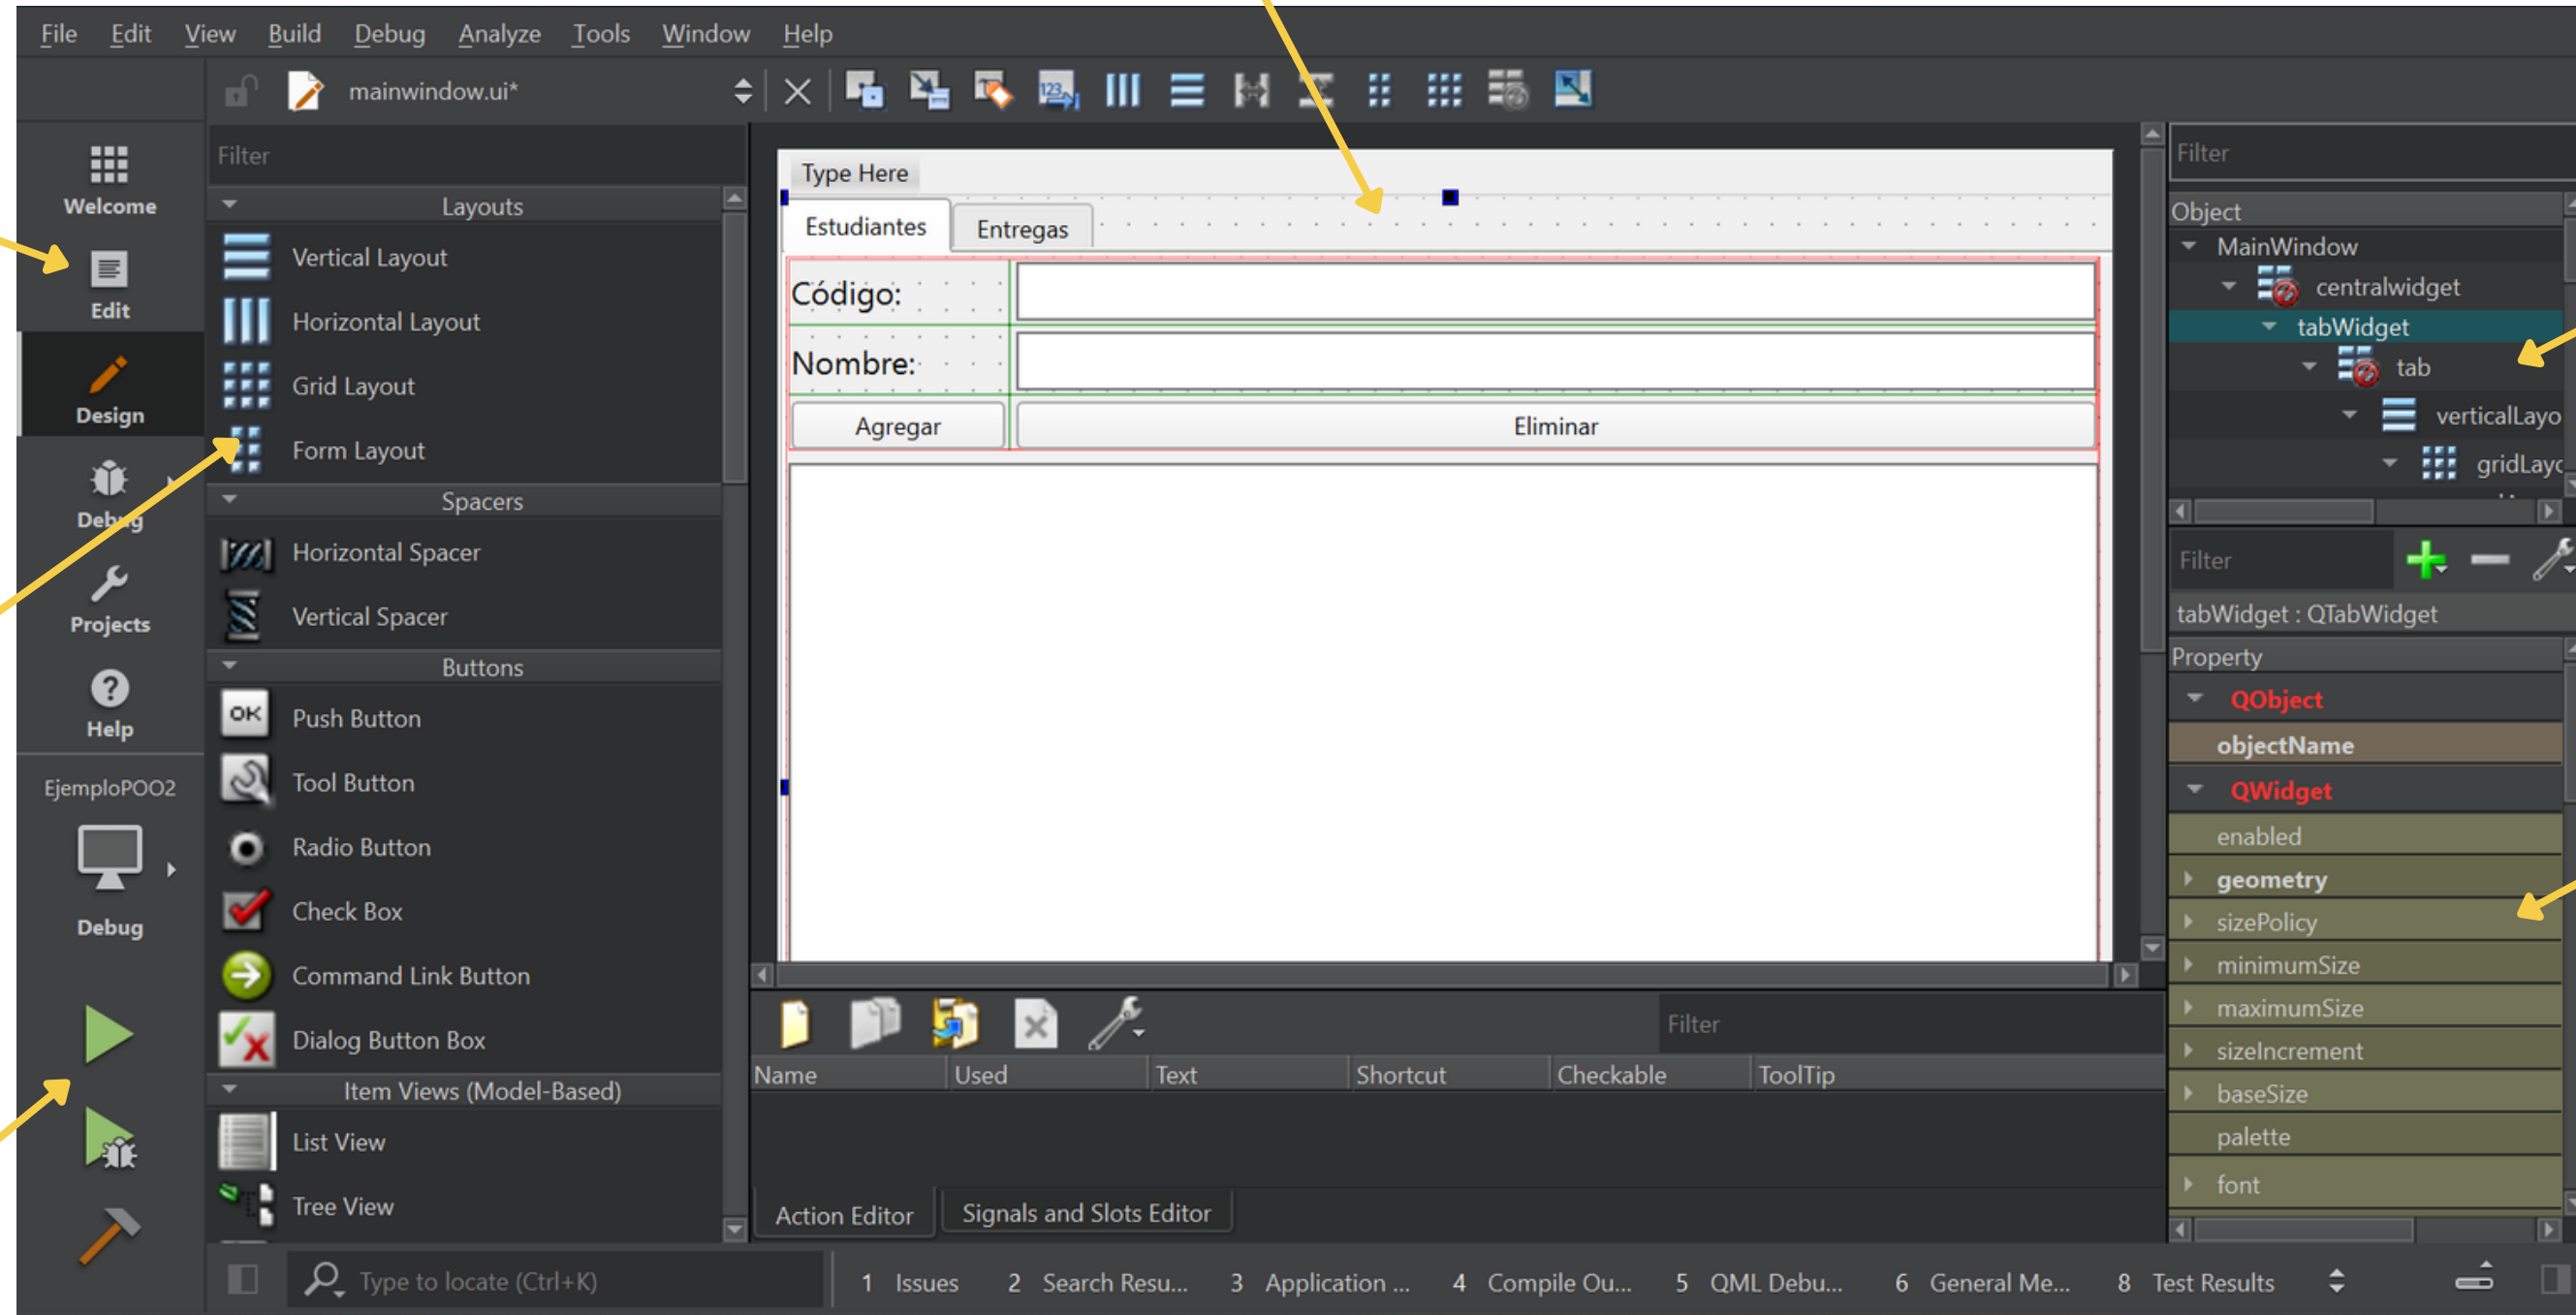 File Edit View Build Debug Analyze Tools Window Help
mainwindow.ui*
Welcome
Edit
Design
Debug
Projects
Help
EjemploPOO2
Debug
Filter
Layouts
Vertical Layout
Horizontal Layout
Grid Layout
Form Layout
Spacers
Horizontal Spacer
Vertical Spacer
Buttons
OK Push Button
Tool Button
Radio Button
Check Box
Command Link Button
Dialog Button Box
Item Views (Model-Based)
List View
Tree View
Type Here
Estudiantes Entregas
Código:
Nombre:
Agregar Eliminar
Filter
Name Used Text Shortcut Checkable ToolTip
Action Editor Signals and Slots Editor
Filter
Object
MainWindow
centralwidget
tabWidget
tab
verticalLayo
gridLayo
Filter
tabWidget : QTabWidget
Property
QObject
objectName
QWidget
enabled
geometry
sizePolicy
minimumSize
maximumSize
sizeIncrement
baseSize
palette
font
Type to locate (Ctrl+K) 1 Issues 2 Search Resu... 3 Application ... 4 Compile Ou... 5 QML Debu... 6 General Me... 8 Test Results